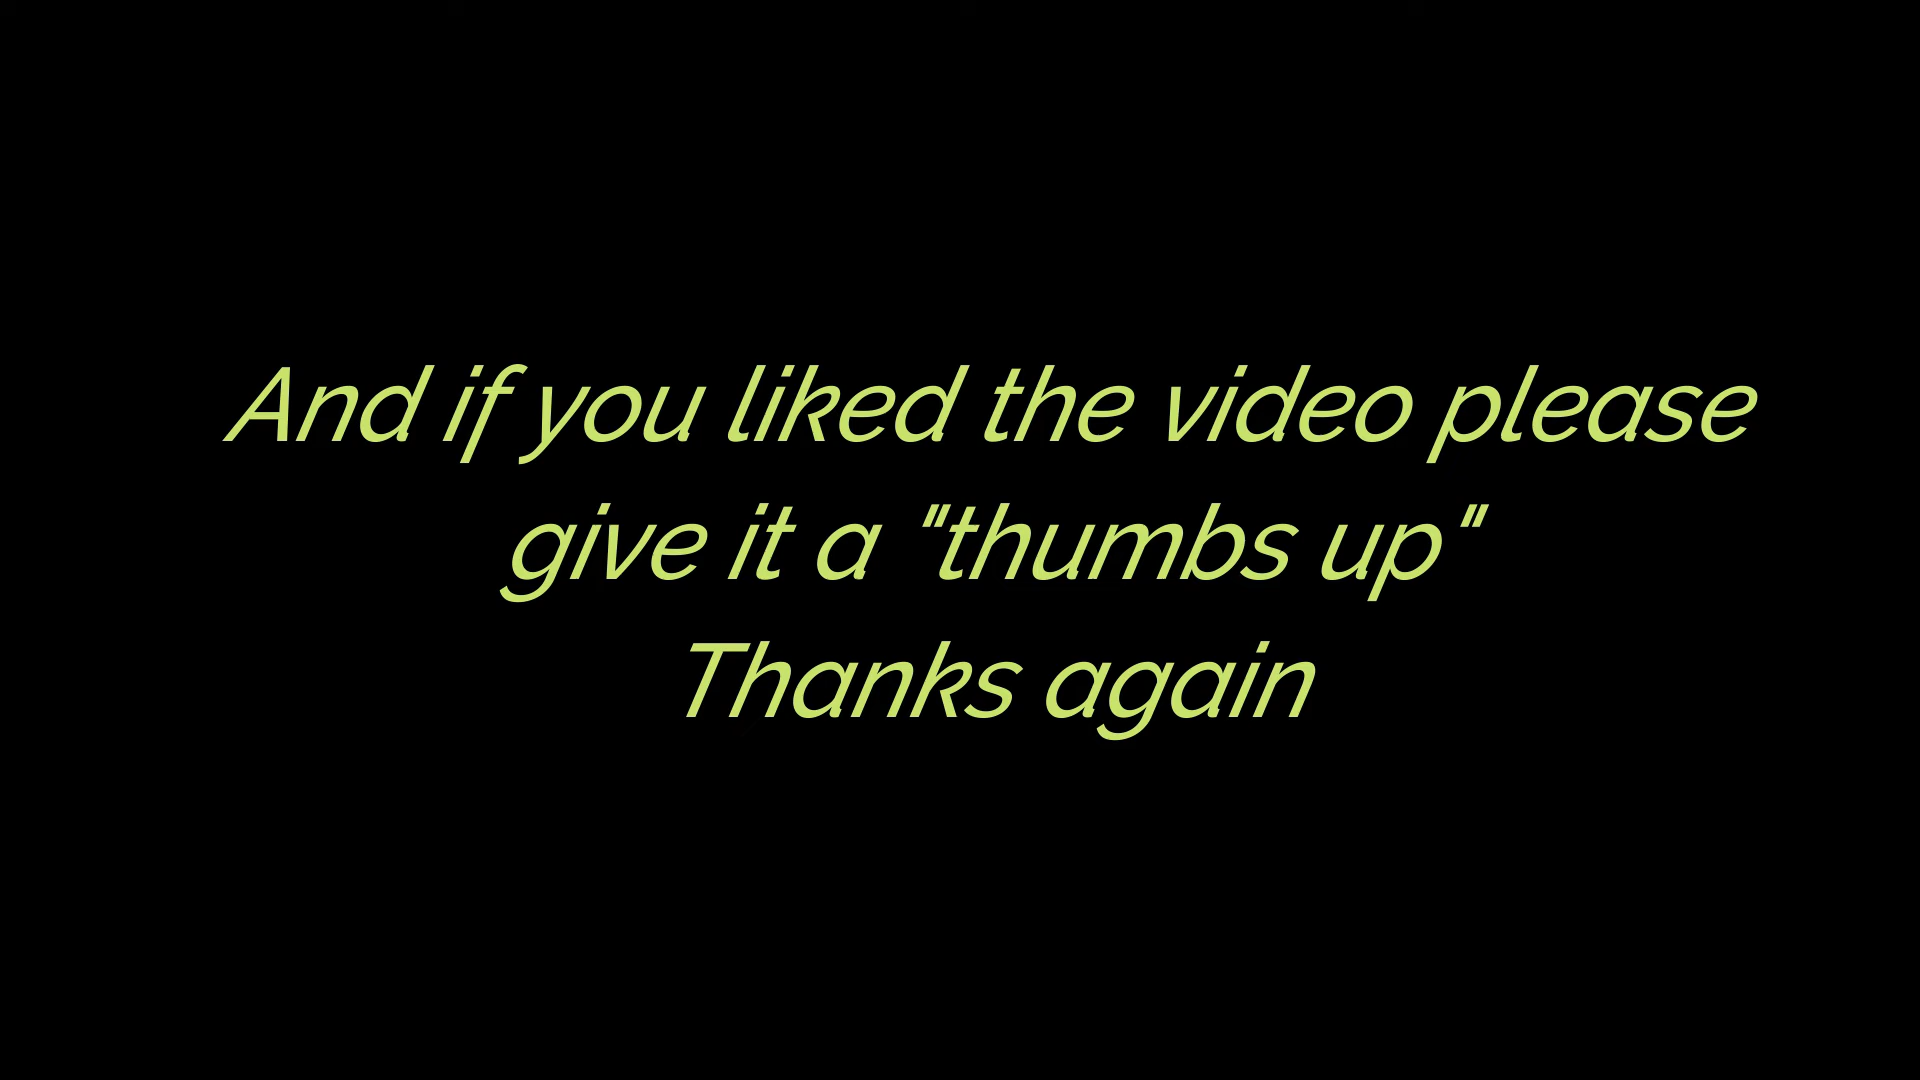 And if you liked the video please
give it a "thumbs up"
Thanks again